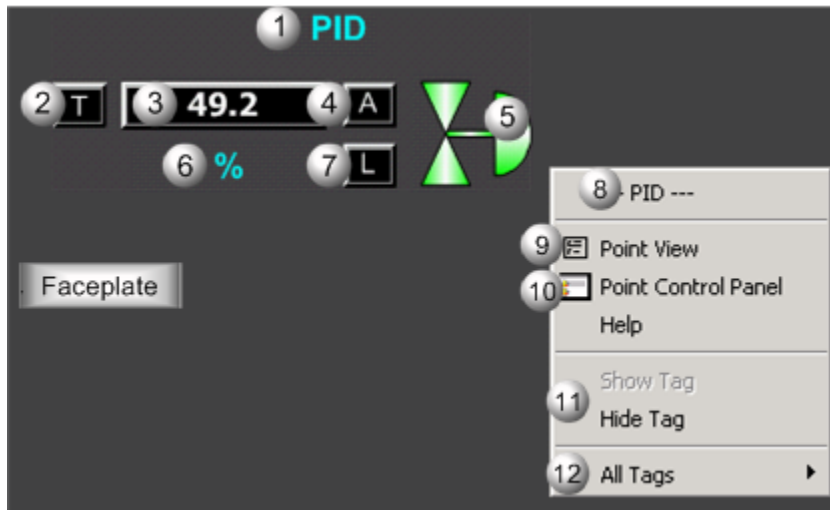 1 PID
2 T 3 49.2 4 A 5
6 % 7 L
8 - PID ---
9 Point View
Faceplate
10 Point Control Panel
Help
Show Tag
11
Hide Tag
12 All Tags